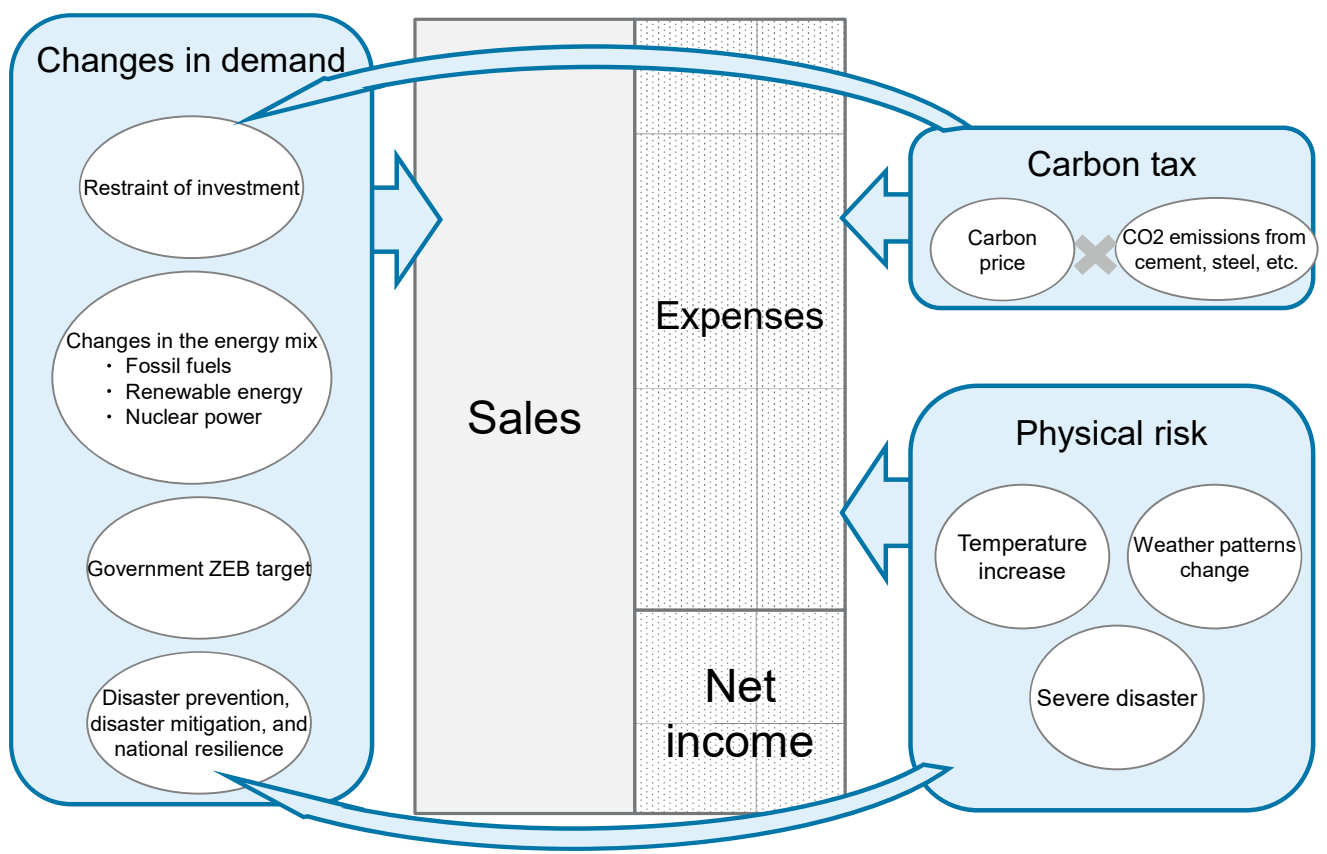 Changes in demand
Restraint of investment
Changes in the energy mix
・ Fossil fuels
・ Renewable energy
・ Nuclear power
Government ZEB target
Disaster prevention,
disaster mitigation, and
national resilience
Sales
Expenses
Net
income
Carbon tax
Carbon
price
CO2 emissions from
cement, steel, etc.
Physical risk
Temperature
increase
Weather patterns
change
Severe disaster